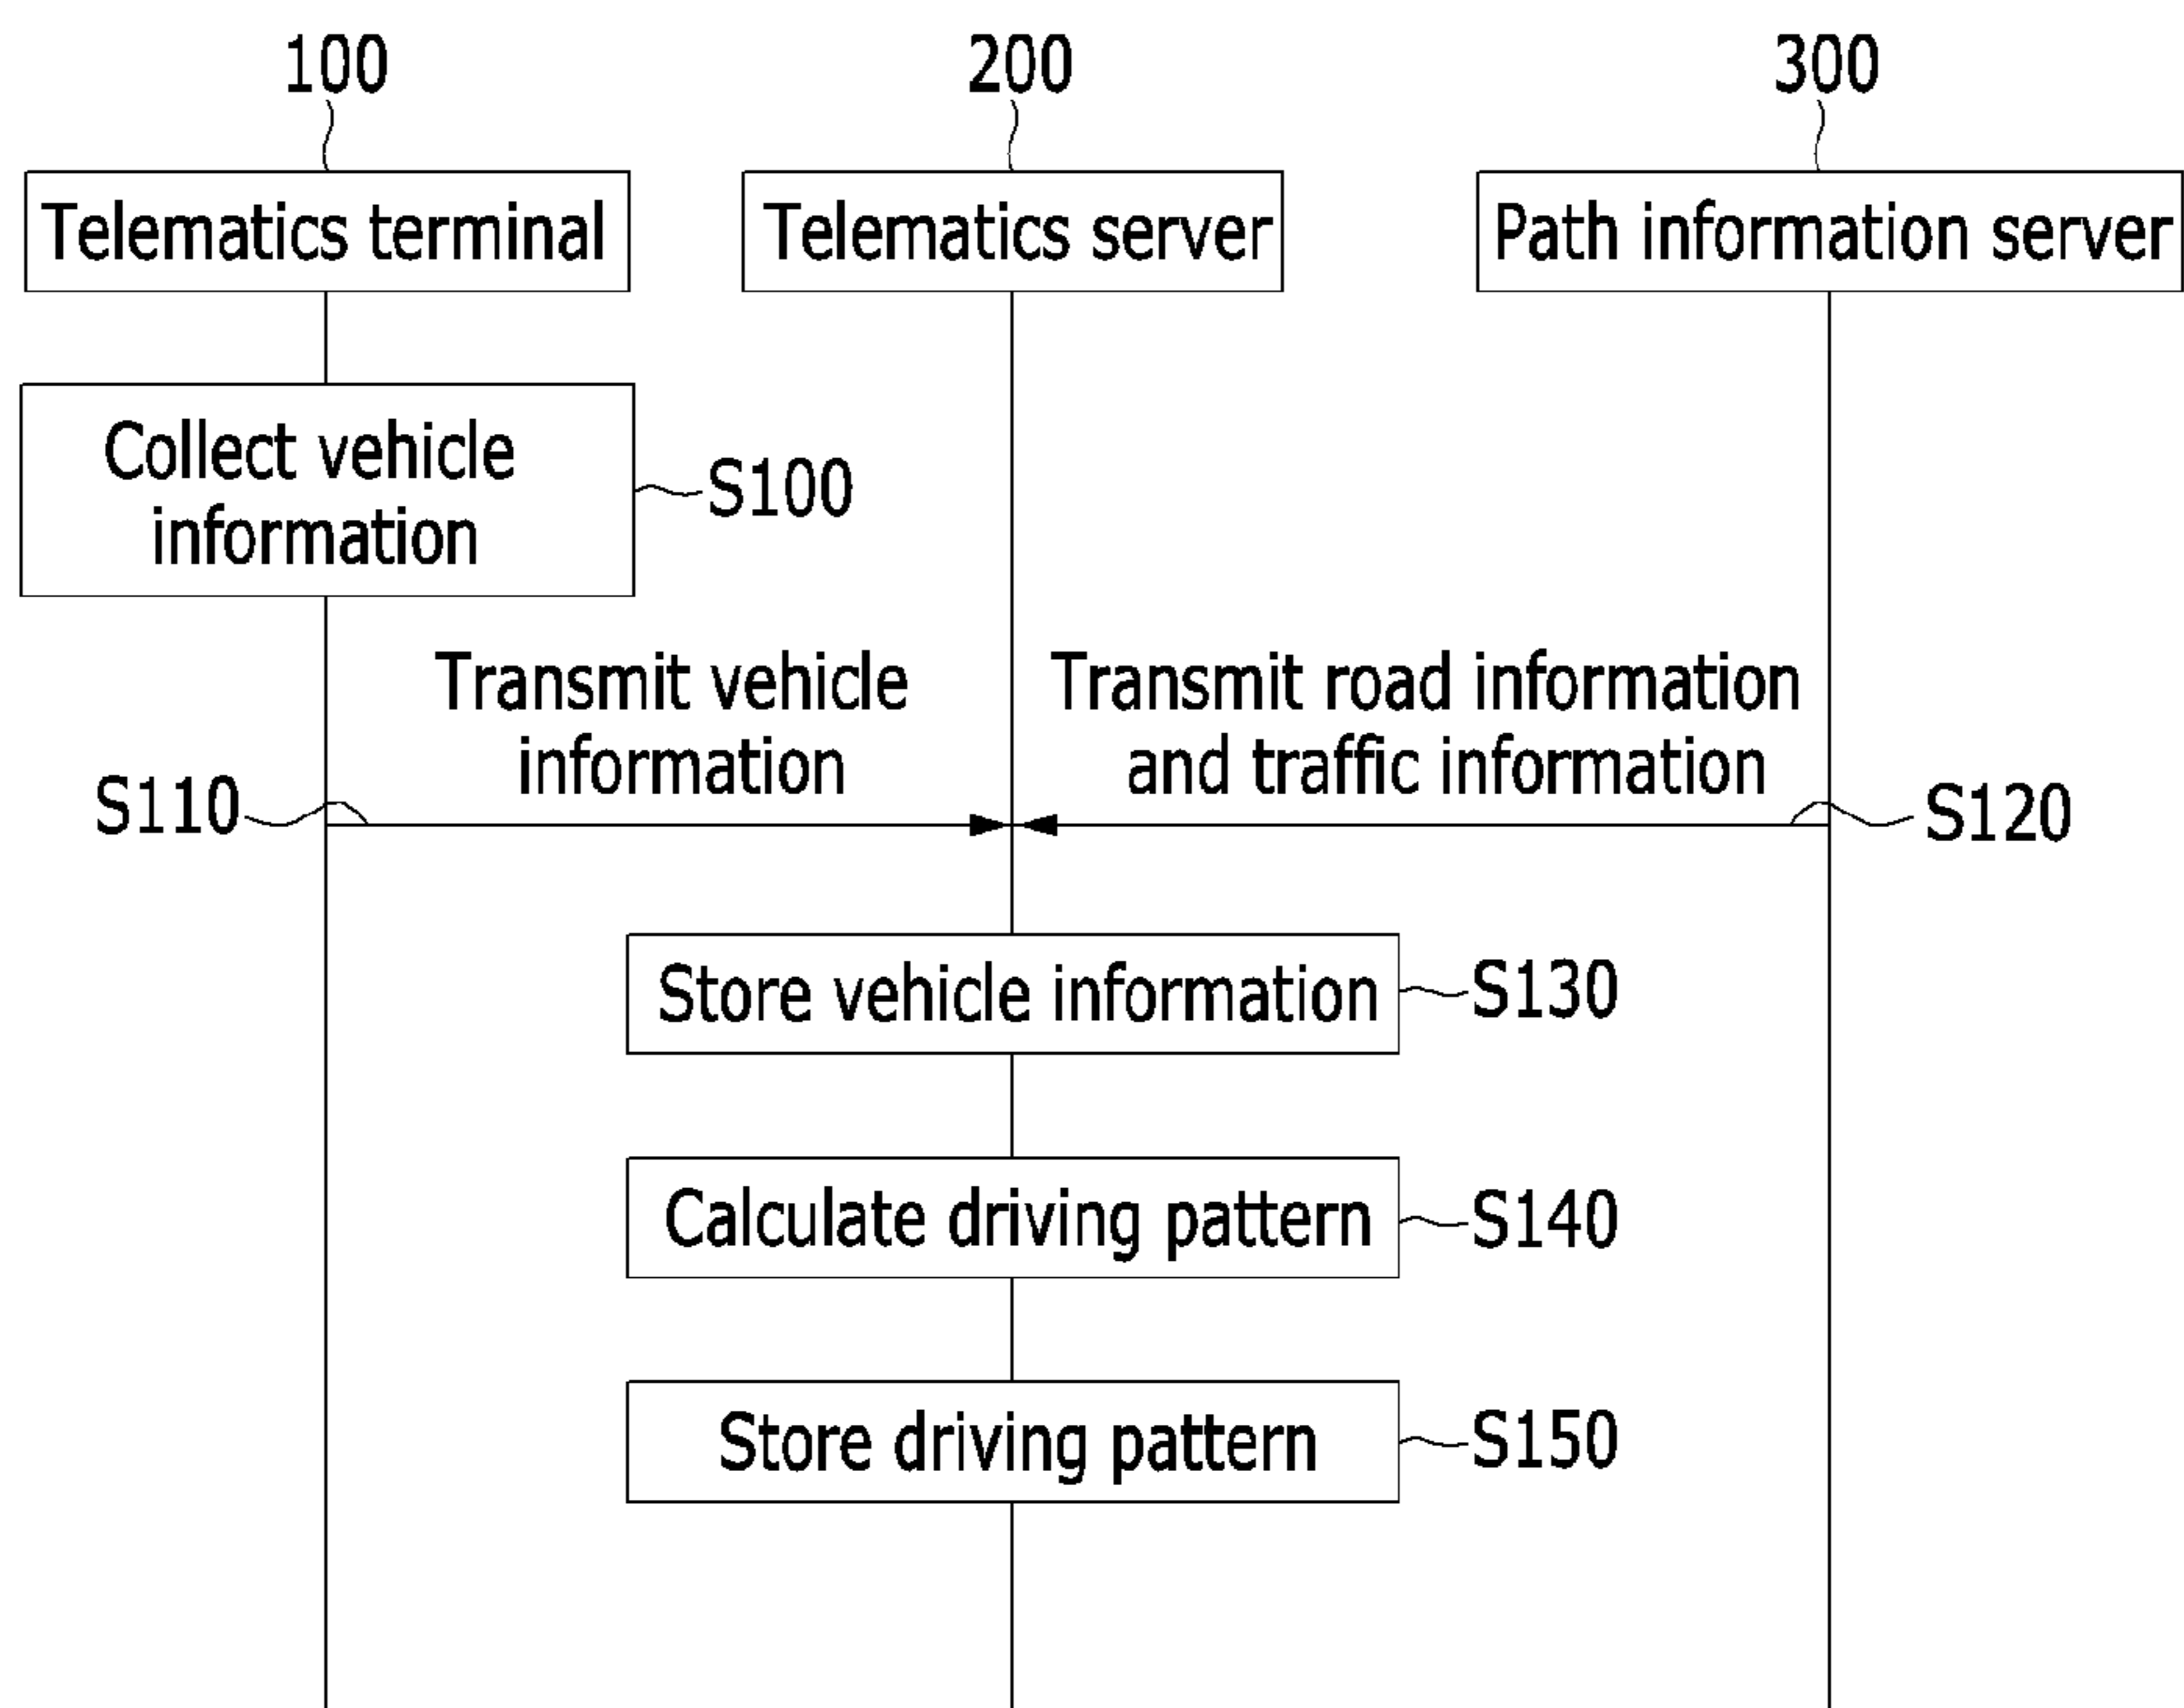 100
200
300
Telematics terminal
Telematics server
Path information server
Collect vehicle
information
S100
Transmit vehicle
information
Transmit road information
and traffic information
S110
S120
Store vehicle information
S130
Calculate driving pattern
S140
Store driving pattern
S150